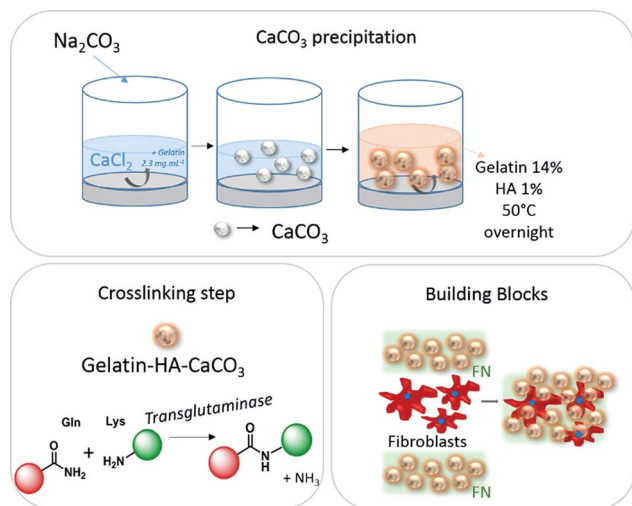 CaCO₃ precipitation
Na₂CO₃
CaCl₂
+ Gelatin
2.3 mg.mL⁻¹
Gelatin 14%
HA 1%
50°C
overnight
CaCO₃
Crosslinking step
Gelatin-HA-CaCO₃
Gln
Lys
Transglutaminase
O
NH₂
+
H₂N
O
N
H
+ NH₃
Building Blocks
FN
Fibroblasts
FN